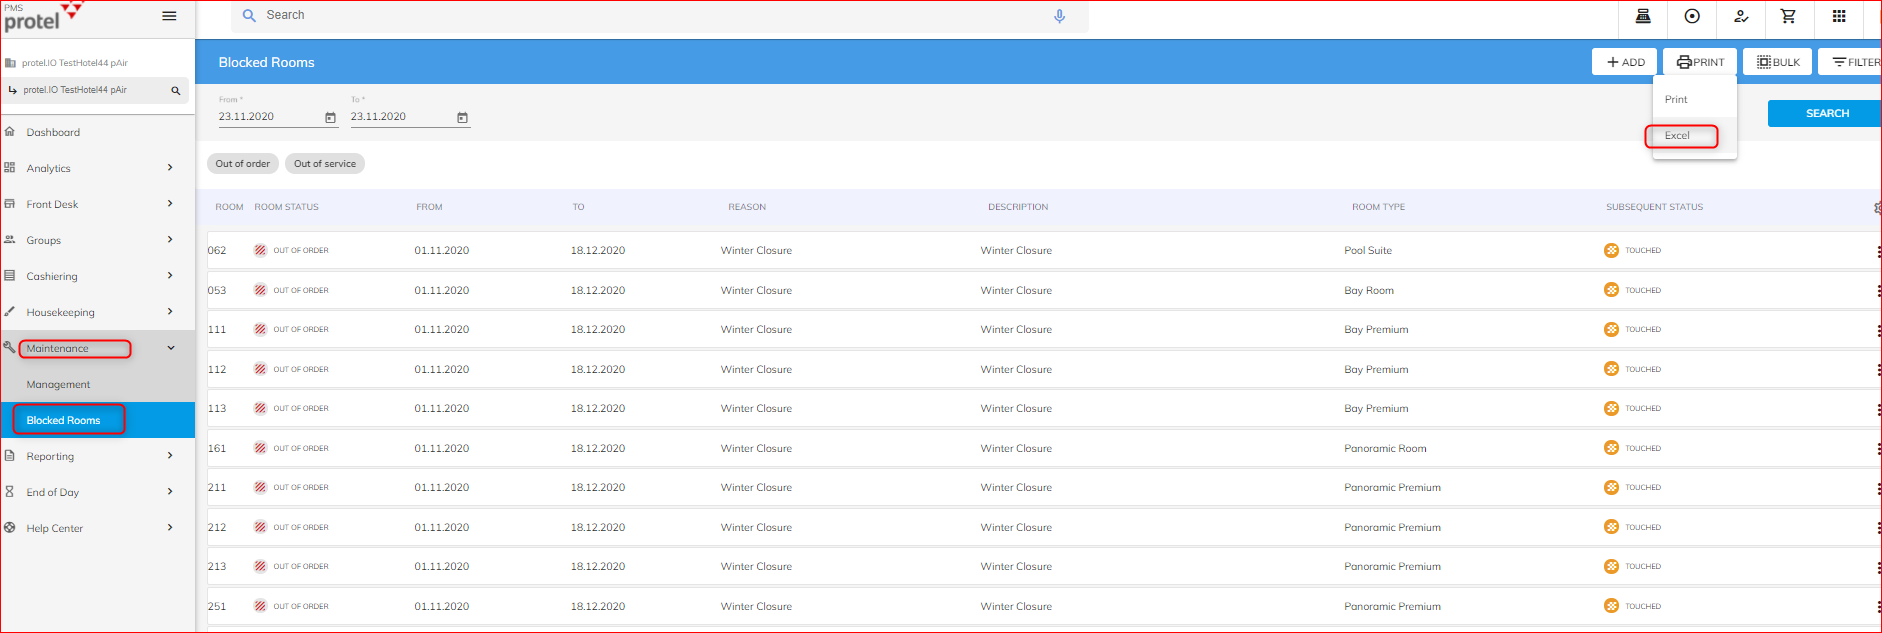 PMS
protel
Search
protel.IO TestHotel44 pAir
protel.IO TestHotel44 pAir
Dashboard
Analytics
Front Desk
Groups
Cashiering
Housekeeping
Maintenance
Management
Blocked Rooms
Reporting
End of Day
Help Center
Blocked Rooms
ADD
PRINT
BULK
FILTER
Print
Excel
From *
To *
23.11.2020
23.11.2020
SEARCH
Out of order
Out of service
ROOM ROOM STATUS FROM TO REASON DESCRIPTION ROOM TYPE SUBSEQUENT STATUS
062 OUT OF ORDER 01.11.2020 18.12.2020 Winter Closure Winter Closure Pool Suite TOUCHED
053 OUT OF ORDER 01.11.2020 18.12.2020 Winter Closure Winter Closure Bay Room TOUCHED
111 OUT OF ORDER 01.11.2020 18.12.2020 Winter Closure Winter Closure Bay Premium TOUCHED
112 OUT OF ORDER 01.11.2020 18.12.2020 Winter Closure Winter Closure Bay Premium TOUCHED
113 OUT OF ORDER 01.11.2020 18.12.2020 Winter Closure Winter Closure Bay Premium TOUCHED
161 OUT OF ORDER 01.11.2020 18.12.2020 Winter Closure Winter Closure Panoramic Room TOUCHED
211 OUT OF ORDER 01.11.2020 18.12.2020 Winter Closure Winter Closure Panoramic Premium TOUCHED
212 OUT OF ORDER 01.11.2020 18.12.2020 Winter Closure Winter Closure Panoramic Premium TOUCHED
213 OUT OF ORDER 01.11.2020 18.12.2020 Winter Closure Winter Closure Panoramic Premium TOUCHED
251 OUT OF ORDER 01.11.2020 18.12.2020 Winter Closure Winter Closure Panoramic Premium TOUCHED